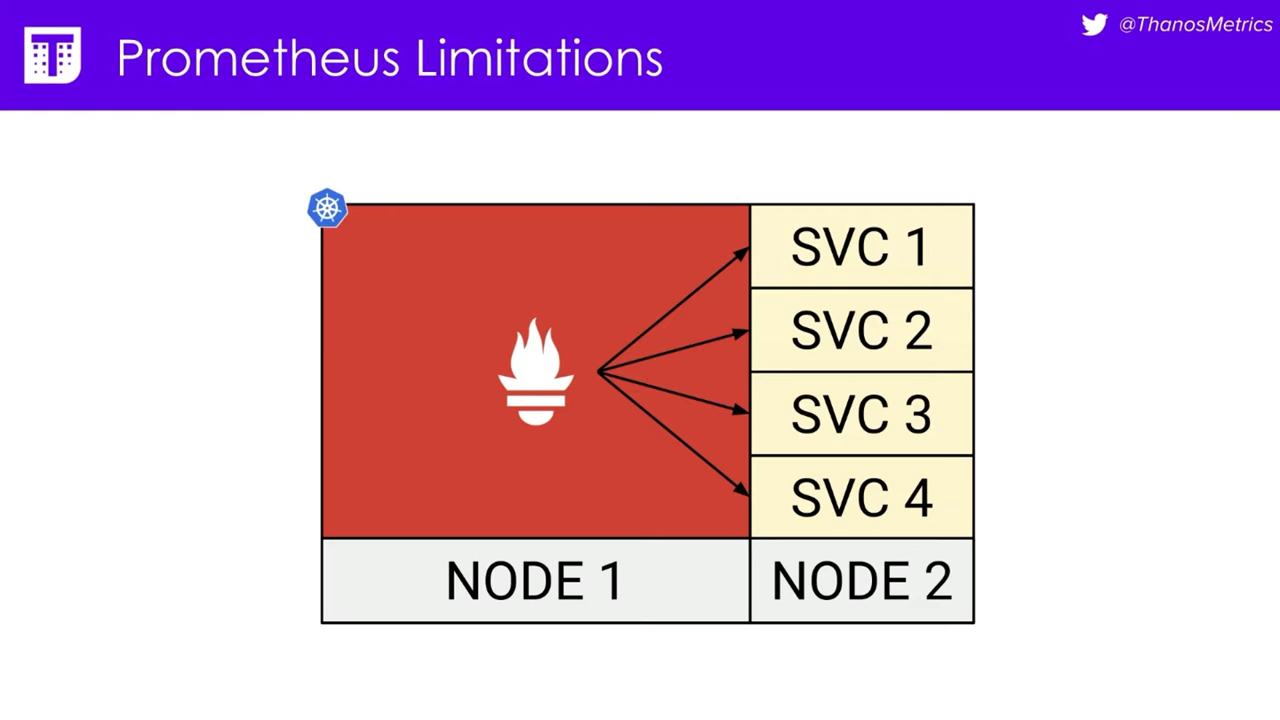 Prometheus Limitations
@ThanosMetrics
SVC 1
SVC 2
SVC 3
SVC 4
NODE 1
NODE 2